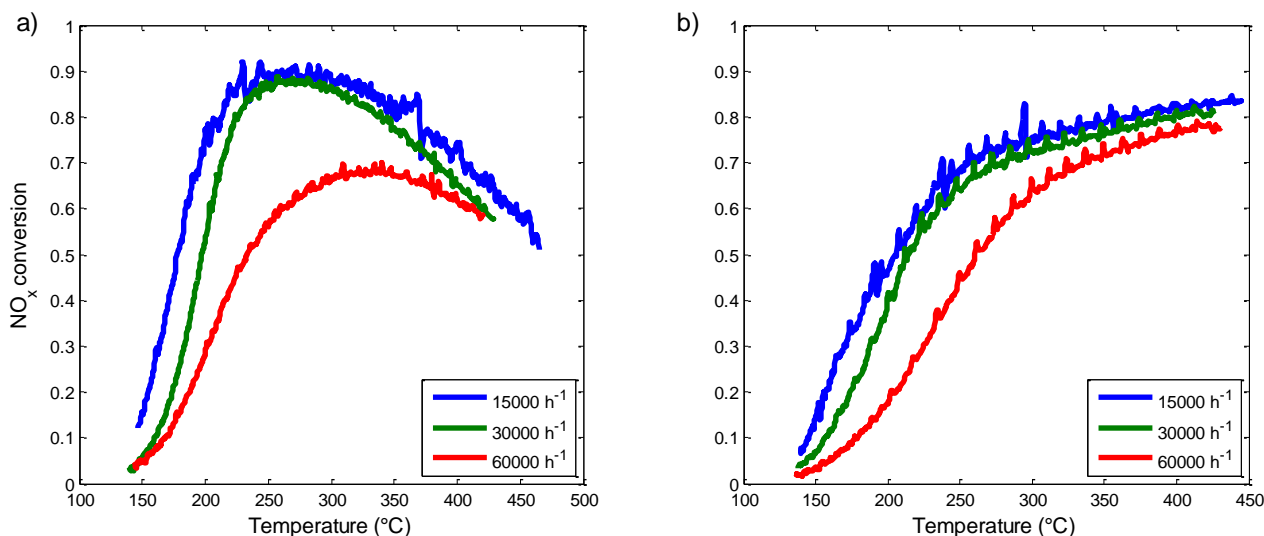 a)
1
0.9
0.8
0.7
0.6
0.5
0.4
0.3
0.2
0.1
0
NOx conversion
100 150 200 250 300 350 400 450 500
Temperature (°C)
15000 h-1
30000 h-1
60000 h-1
b)
1
0.9
0.8
0.7
0.6
0.5
0.4
0.3
0.2
0.1
0
100 150 200 250 300 350 400 450
Temperature (°C)
15000 h-1
30000 h-1
60000 h-1